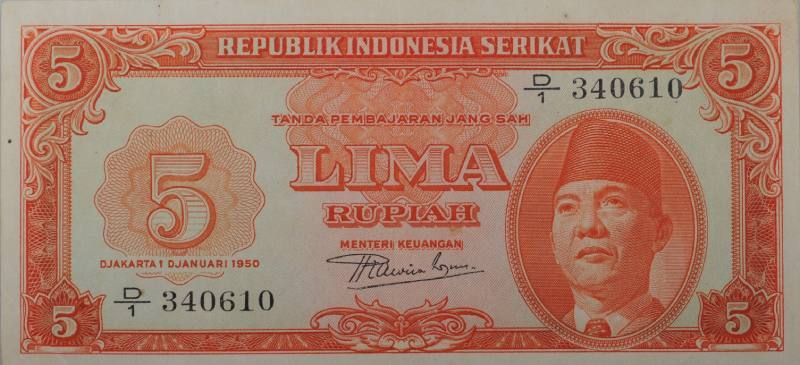 5
REPUBLIK INDONESIA SERIKAT
5
D/1 340610
TANDA PEMBAJARAN JANG SAH
5
LIMA
RUPIAH
MENTERI KEUANGAN
DJAKARTA 1 DJANUARI 1950
D/1 340610
5
5